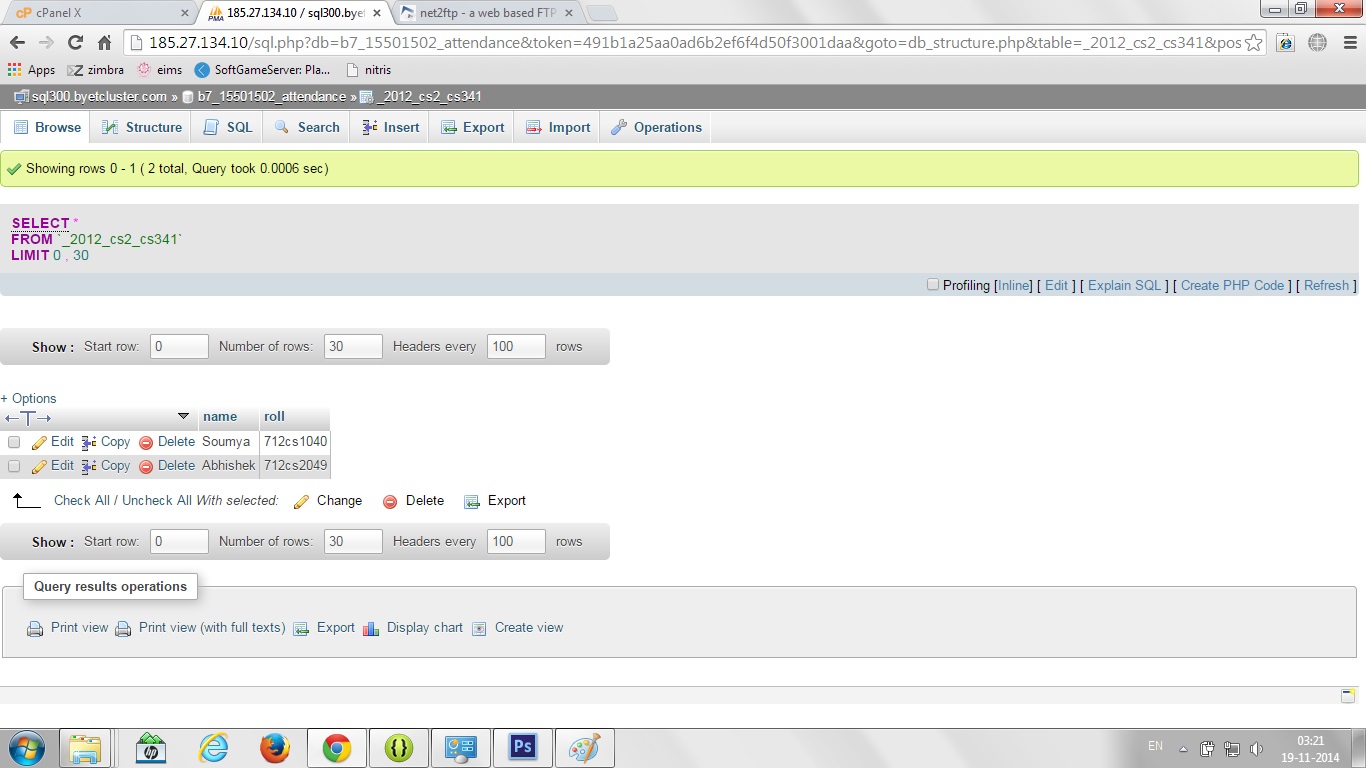 cPanel X
185.27.134.10 / sql300.bye
net2ftp - a web based FTP
185.27.134.10/sql.php?db=b7_15501502_attendance&token=491b1a25aa0ad6b2ef6f4d50f3001daa&goto=db_structure.php&table=_2012_cs2_cs341&pos
Apps zimbra eims SoftGameServer: Pla... nitris
sql300.byetcluster.com » b7_15501502_attendance » _2012_cs2_cs341
Browse Structure SQL Search Insert Export Import Operations
Showing rows 0 - 1 ( 2 total, Query took 0.0006 sec)
SELECT *
FROM `_2012_cs2_cs341`
LIMIT 0 , 30
Profiling [Inline] [ Edit ] [ Explain SQL ] [ Create PHP Code ] [ Refresh ]
Show : Start row: 0 Number of rows: 30 Headers every 100 rows
+ Options
←T→ name roll
Edit Copy Delete Soumya 712cs1040
Edit Copy Delete Abhishek 712cs2049
Check All / Uncheck All With selected: Change Delete Export
Show : Start row: 0 Number of rows: 30 Headers every 100 rows
Query results operations
Print view Print view (with full texts) Export Display chart Create view
EN
03:21
19-11-2014
cP
PMA
hp
Ps